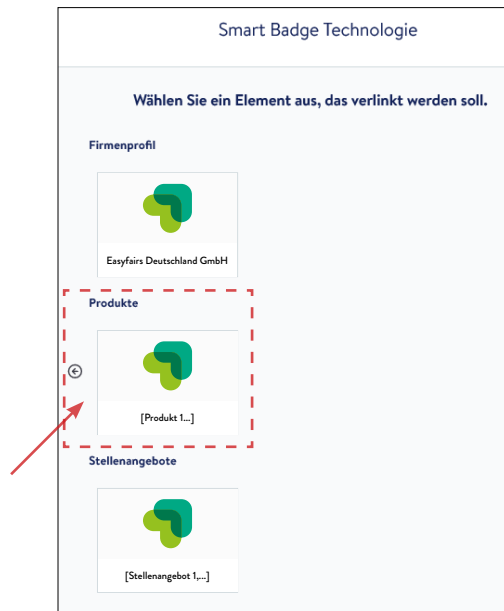 Smart Badge Technologie
Wählen Sie ein Element aus, das verlinkt werden soll.
Firmenprofil
Easyfairs Deutschland GmbH
Produkte
[Produkt 1...]
Stellenangebote
[Stellenangebot 1,...]